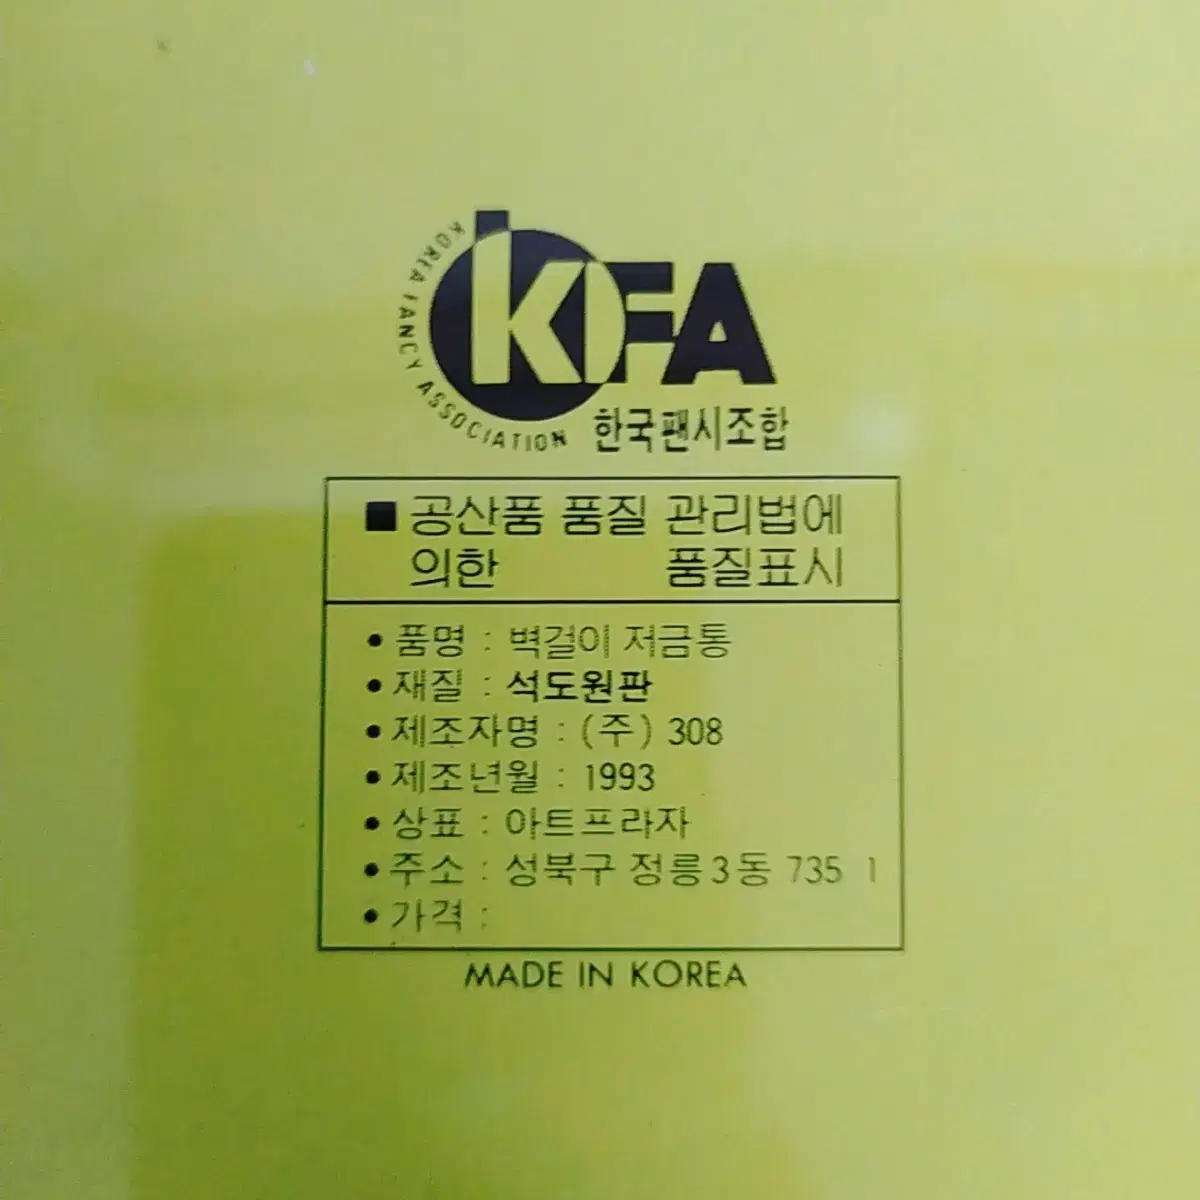 KFA
KOREA FANCY ASSOCIATION
한국팬시조합
■ 공산품 품질 관리법에
의한 품질표시
• 품명 : 벽걸이 저금통
• 재질 : 석도원판
• 제조자명 : (주) 308
• 제조년월 : 1993
• 상표 : 아트프라자
• 주소 : 성북구 정릉3동 735 1
• 가격 :
MADE IN KOREA